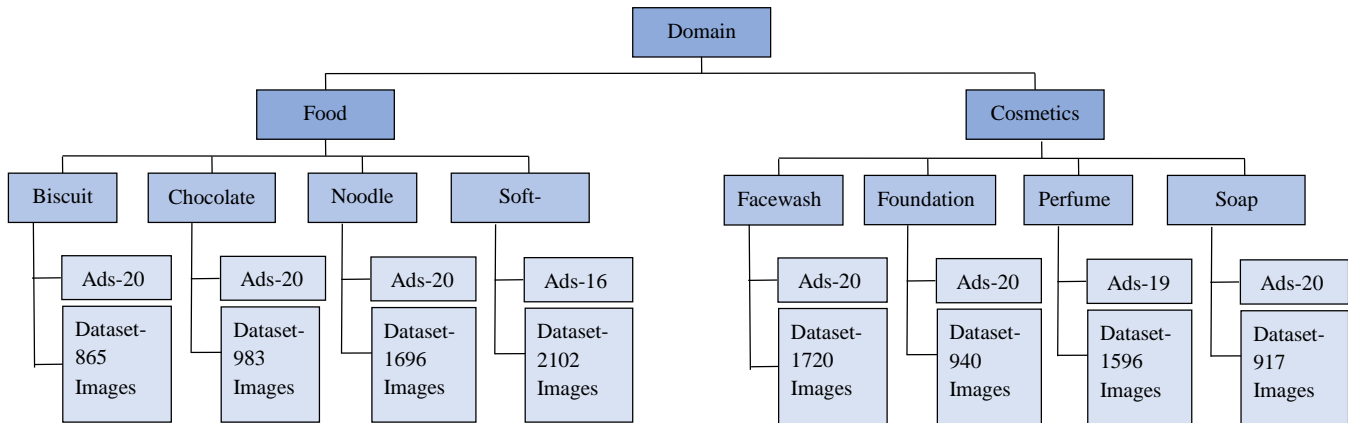 Domain
Food
Cosmetics
Biscuit
Chocolate
Noodle
Soft-
Facewash
Foundation
Perfume
Soap
Ads-20
Ads-20
Ads-20
Ads-16
Ads-20
Ads-20
Ads-19
Ads-20
Dataset-
865
Images
Dataset-
983
Images
Dataset-
1696
Images
Dataset-
2102
Images
Dataset-
1720
Images
Dataset-
940
Images
Dataset-
1596
Images
Dataset-
917
Images